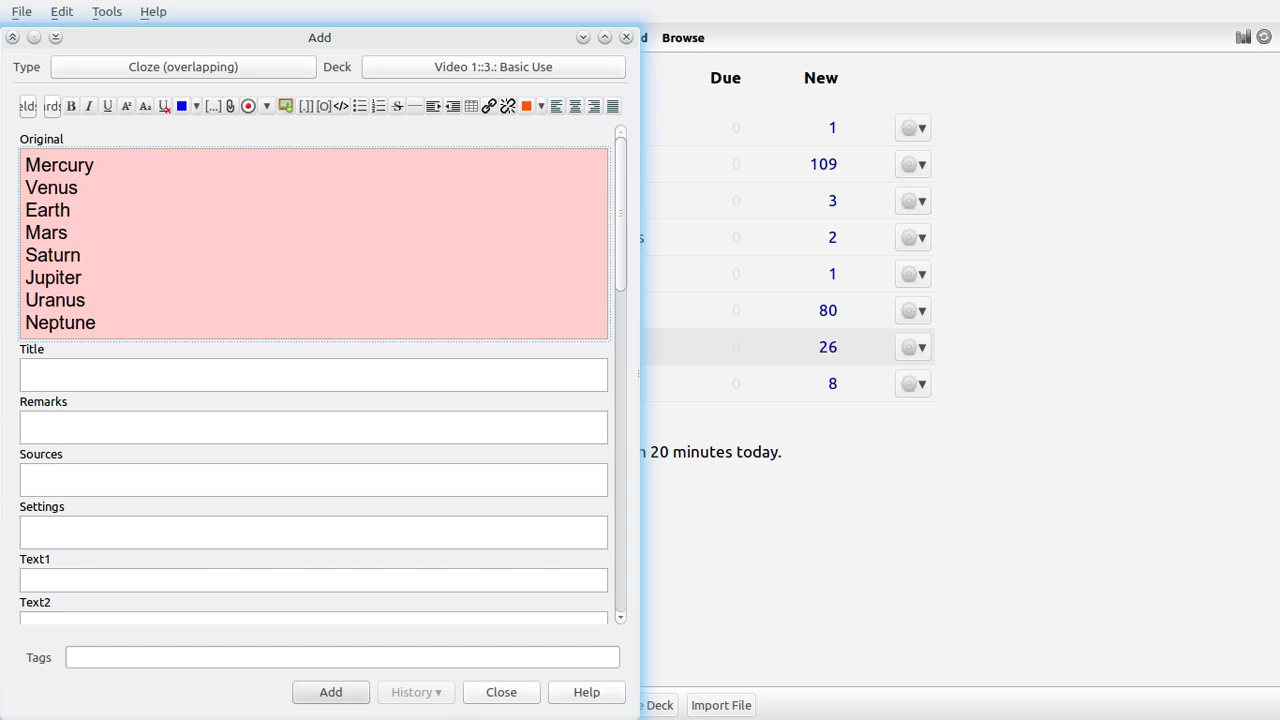 File Edit Tools Help
Add
d Browse
Type Cloze (overlapping) Deck Video 1::3.: Basic Use
Due New
B I U A² A₂ U [...] [.]] [O] </> S
Original
Mercury
Venus
Earth
Mars
Saturn
Jupiter
Uranus
Neptune
0 1
0 109
0 3
s 0 2
0 1
0 80
0 26
0 8
Title
Remarks
n 20 minutes today.
Sources
Settings
Text1
Text2
Tags
Add History ▾ Close Help
e Deck Import File